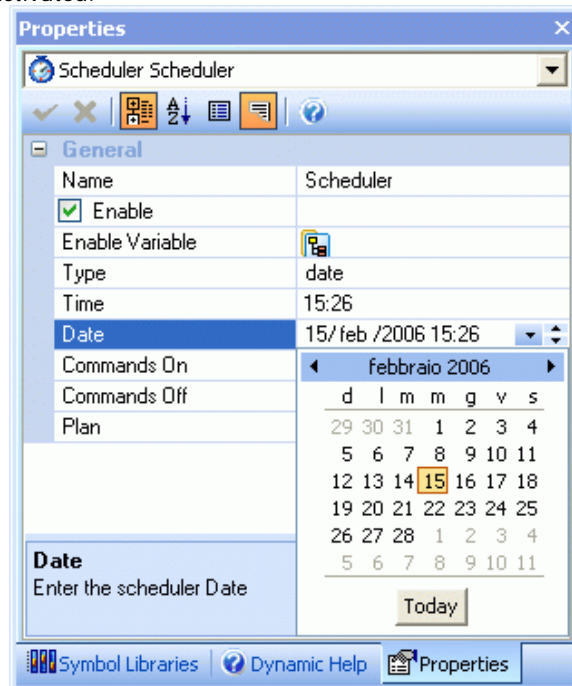 Properties
Scheduler Scheduler
General
Name Scheduler
Enable
Enable Variable
Type date
Time 15:26
Date 15/ feb /2006 15:26
Commands On
Commands Off
Plan
febbraio 2006
d l m m g v s
29 30 31 1 2 3 4
5 6 7 8 9 10 11
12 13 14 15 16 17 18
19 20 21 22 23 24 25
26 27 28 1 2 3 4
5 6 7 8 9 10 11
Today
Date
Enter the scheduler Date
Symbol Libraries Dynamic Help Properties